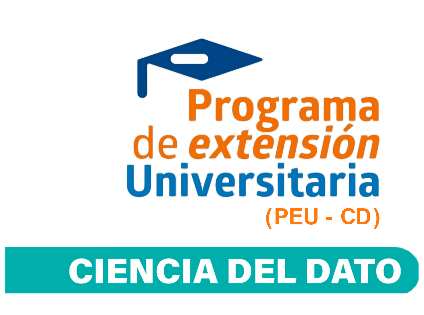 Programa
de extensión
Universitaria
(PEU - CD)
CIENCIA DEL DATO